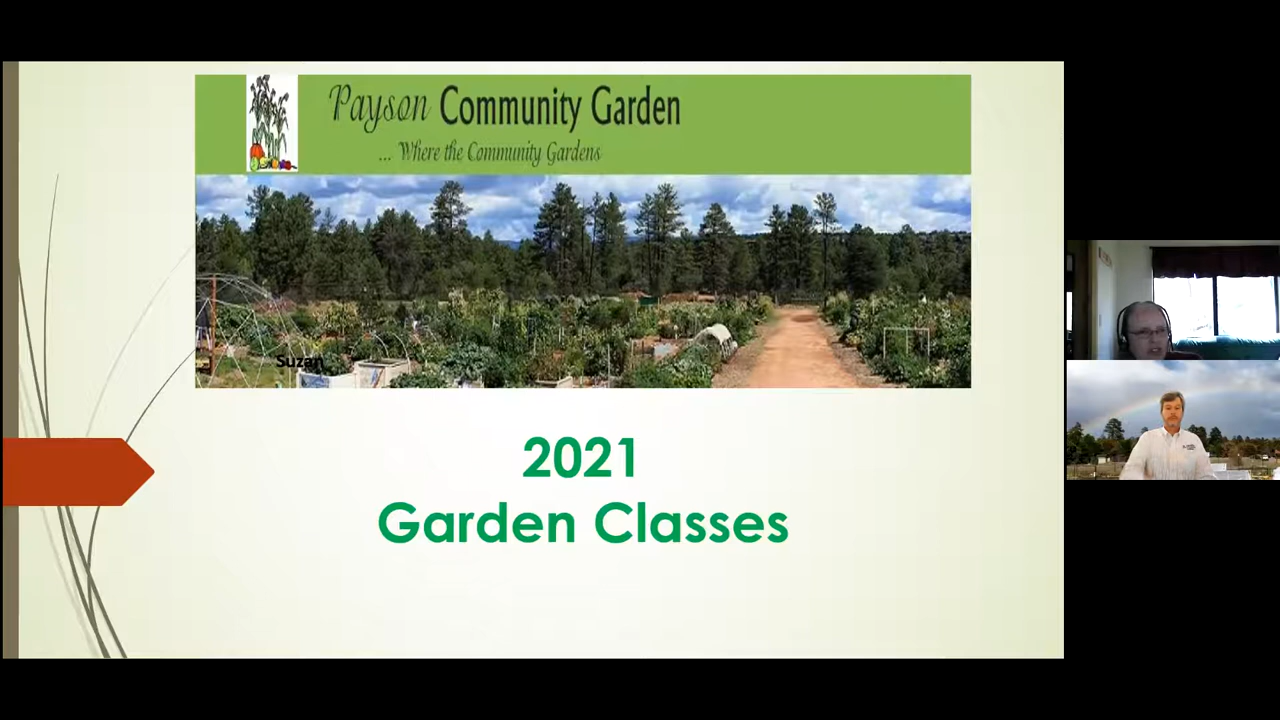 Payson Community Garden
... Where the Community Gardens
Suzan
2021
Garden Classes